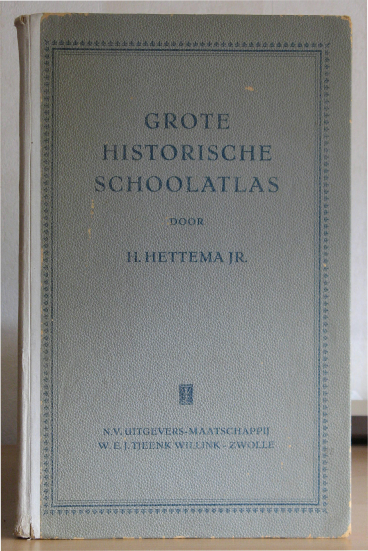 GROTE
HISTORISCHE
SCHOOLATLAS
DOOR
H. HETTEMA JR.
N.V. UITGEVERS-MAATSCHAPPIJ
W. E. J. TJEENK WILLINK - ZWOLLE